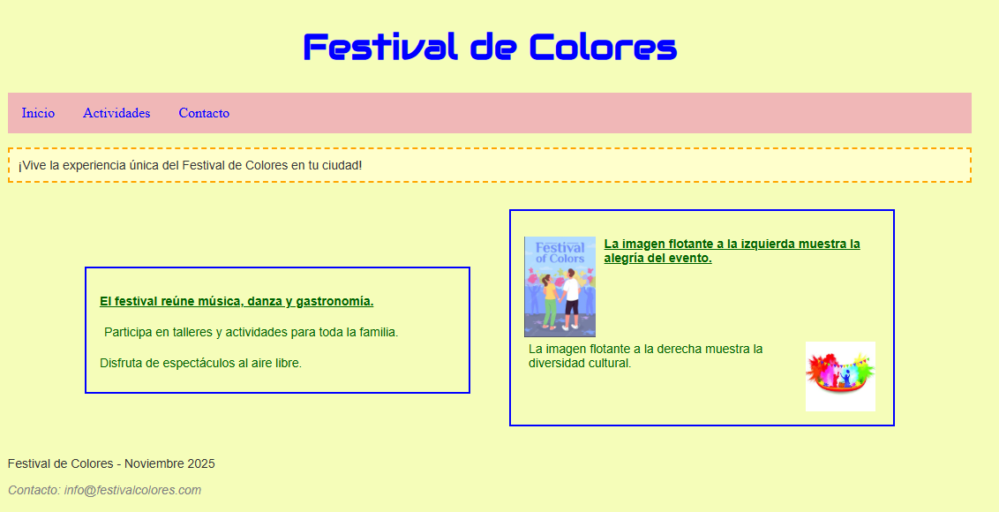 Festival de Colores
Inicio Actividades Contacto
¡Vive la experiencia única del Festival de Colores en tu ciudad!
El festival reúne música, danza y gastronomía.
Participa en talleres y actividades para toda la familia.
Disfruta de espectáculos al aire libre.
Festival
of Colors
La imagen flotante a la izquierda muestra la
alegría del evento.
La imagen flotante a la derecha muestra la
diversidad cultural.
Festival de Colores - Noviembre 2025
Contacto: info@festivalcolores.com